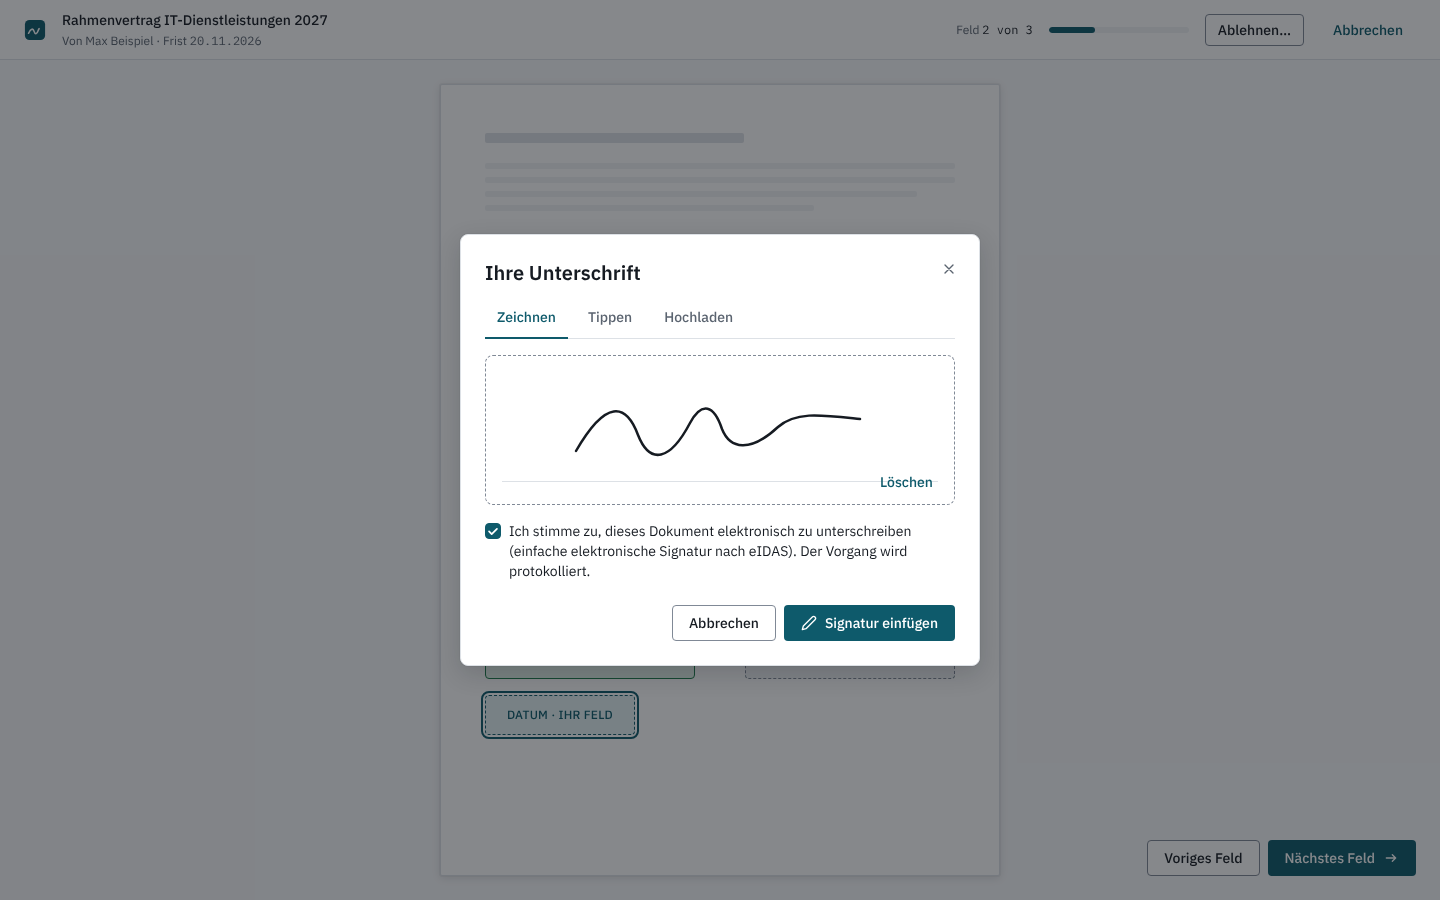 Rahmenvertrag IT-Dienstleistungen 2027
Von Max Beispiel · Frist 20.11.2026
Feld 2 von 3
Ablehnen...
Abbrechen
Ihre Unterschrift
Zeichnen
Tippen
Hochladen
Löschen
Ich stimme zu, dieses Dokument elektronisch zu unterschreiben
(einfache elektronische Signatur nach eIDAS). Der Vorgang wird
protokolliert.
Abbrechen
Signatur einfügen
DATUM · IHR FELD
Voriges Feld
Nächstes Feld